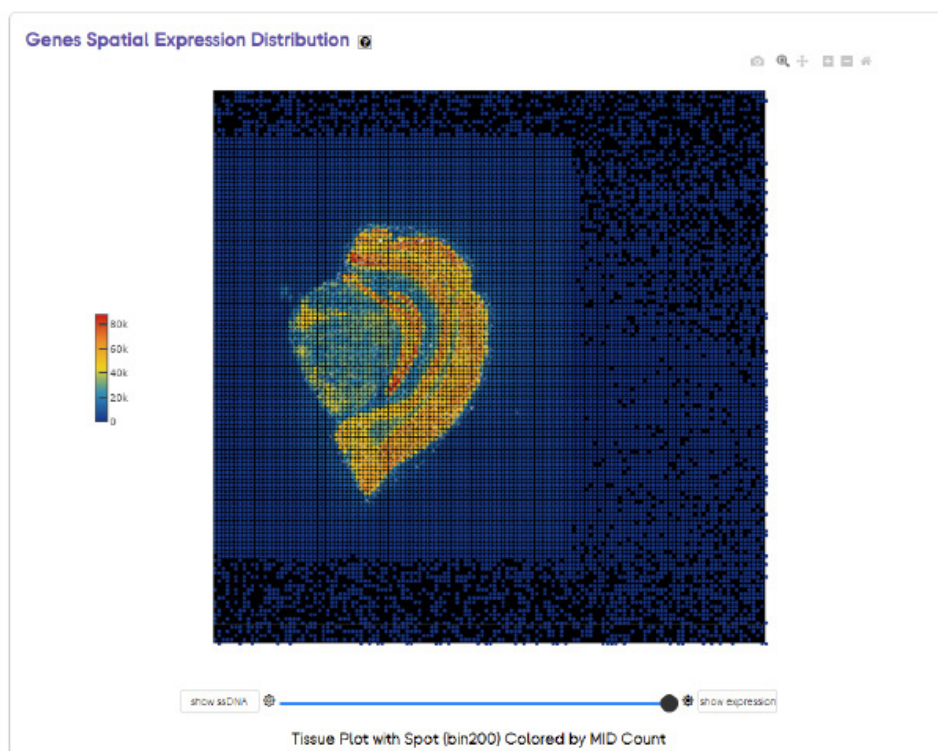 Genes Spatial Expression Distribution
80k
60k
40k
20k
0
show ssDNA
show expression
Tissue Plot with Spot (bin200) Colored by MID Count